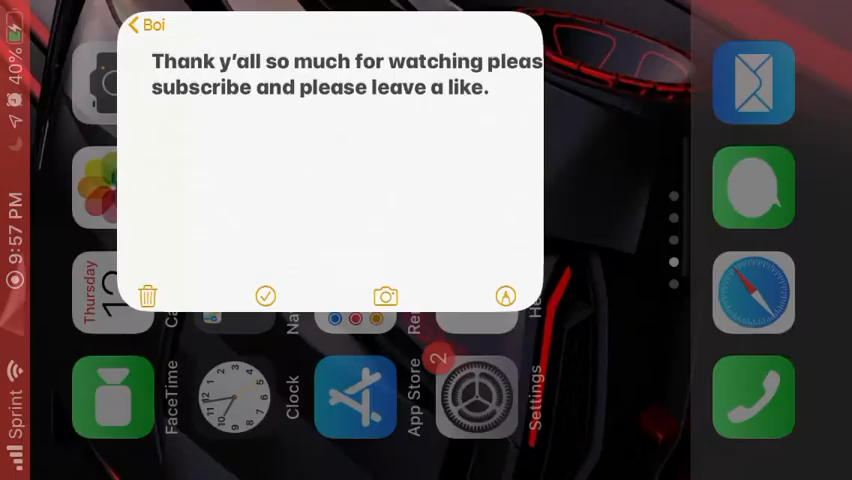 Boi
Thank y'all so much for watching pleas
subscribe and please leave a like.
Sprint
9:57 PM
40%
Thursday
FaceTime
Clock
App Store
2
Settings